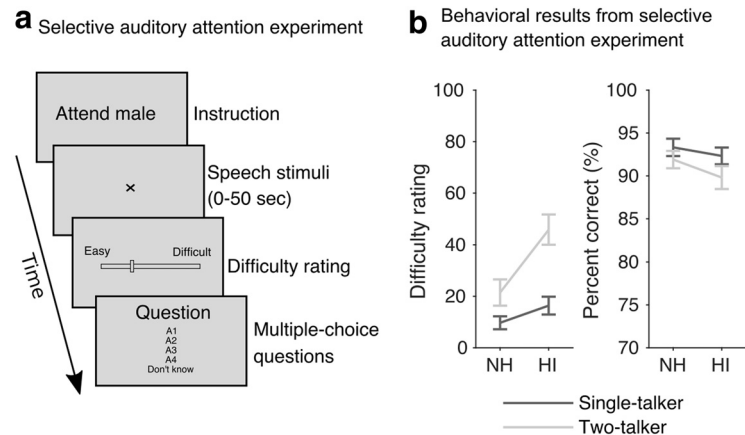 a Selective auditory attention experiment
Attend male
Instruction
×
Speech stimuli
(0-50 sec)
Easy
Difficult
Difficulty rating
Question
A1
A2
A3
A4
Don't know
Multiple-choice
questions
Time
b Behavioral results from selective
auditory attention experiment
Difficulty rating
100
80
60
40
20
0
NH HI
Percent correct (%)
100
95
90
85
80
75
70
NH HI
Single-talker
Two-talker